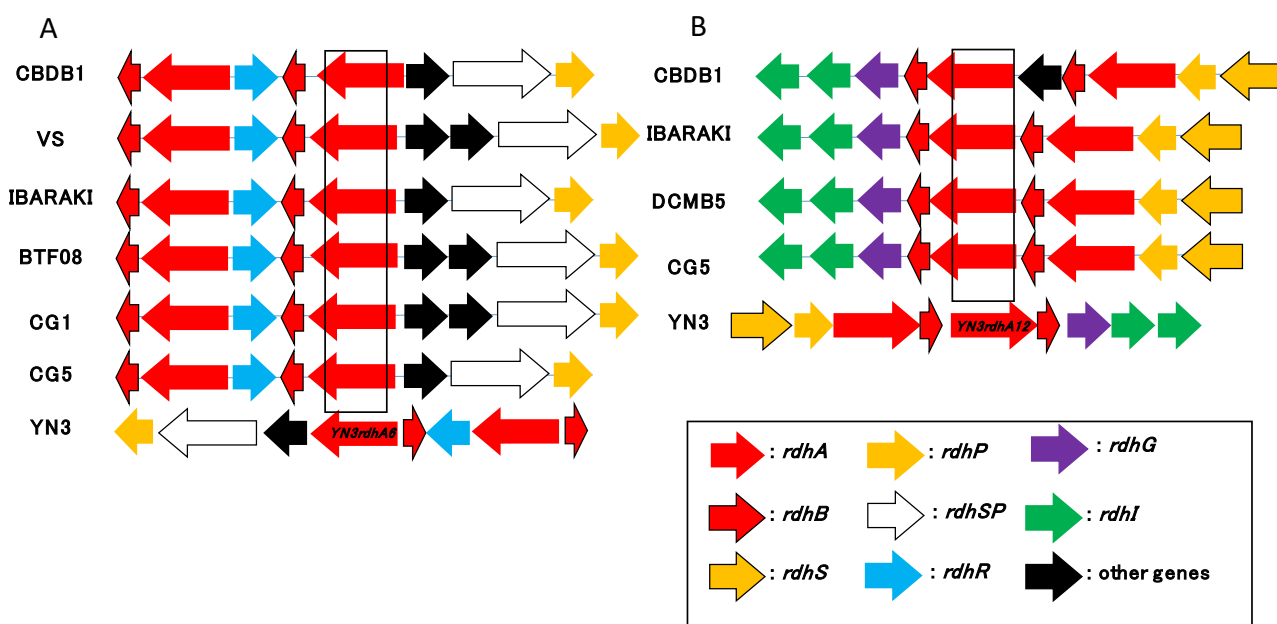 A
CBDB1
VS
IBARAKI
BTF08
CG1
CG5
YN3
YN3rdhA6
B
CBDB1
IBARAKI
DCMB5
CG5
YN3
YN3rdhA12
: rdhA
: rdhP
: rdhG
: rdhB
: rdhSP
: rdhI
: rdhS
: rdhR
: other genes